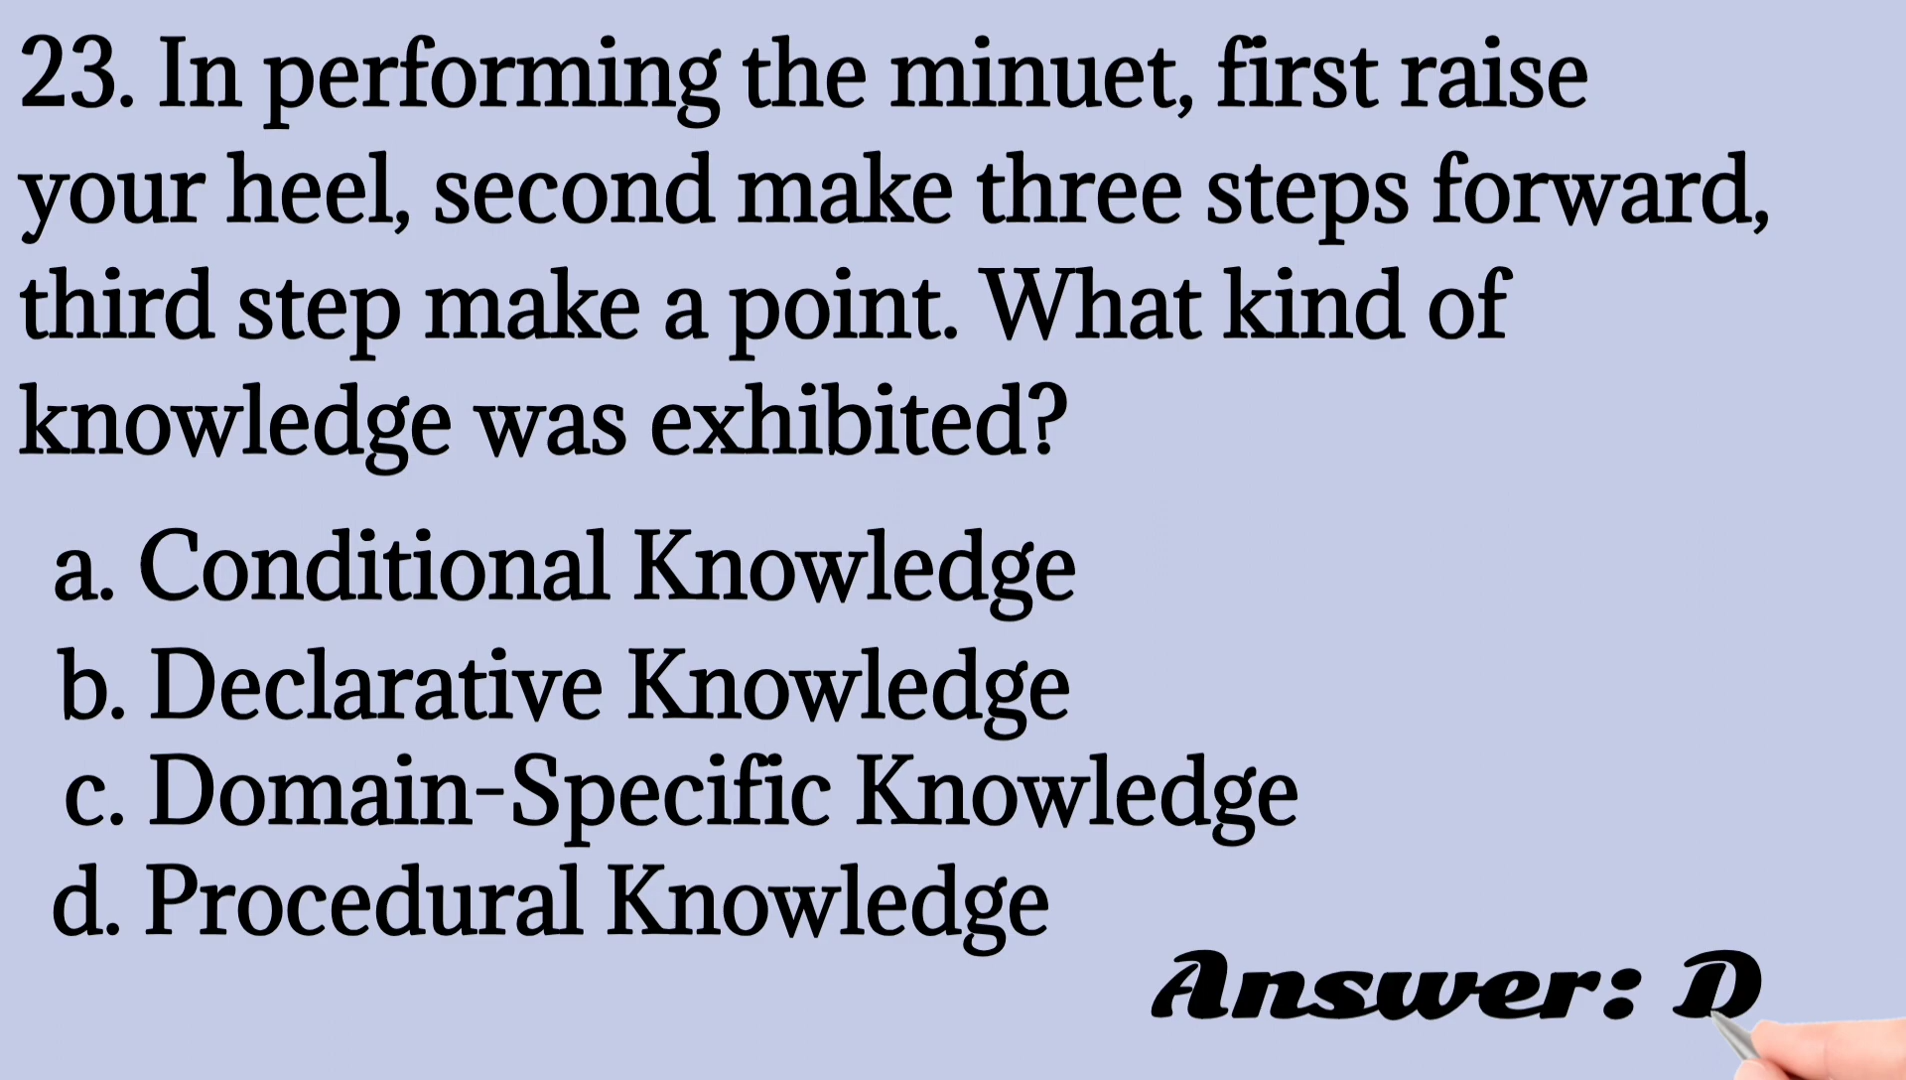 23. In performing the minuet, first raise
your heel, second make three steps forward,
third step make a point. What kind of
knowledge was exhibited?
a. Conditional Knowledge
b. Declarative Knowledge
c. Domain-Specific Knowledge
d. Procedural Knowledge
Answer: D